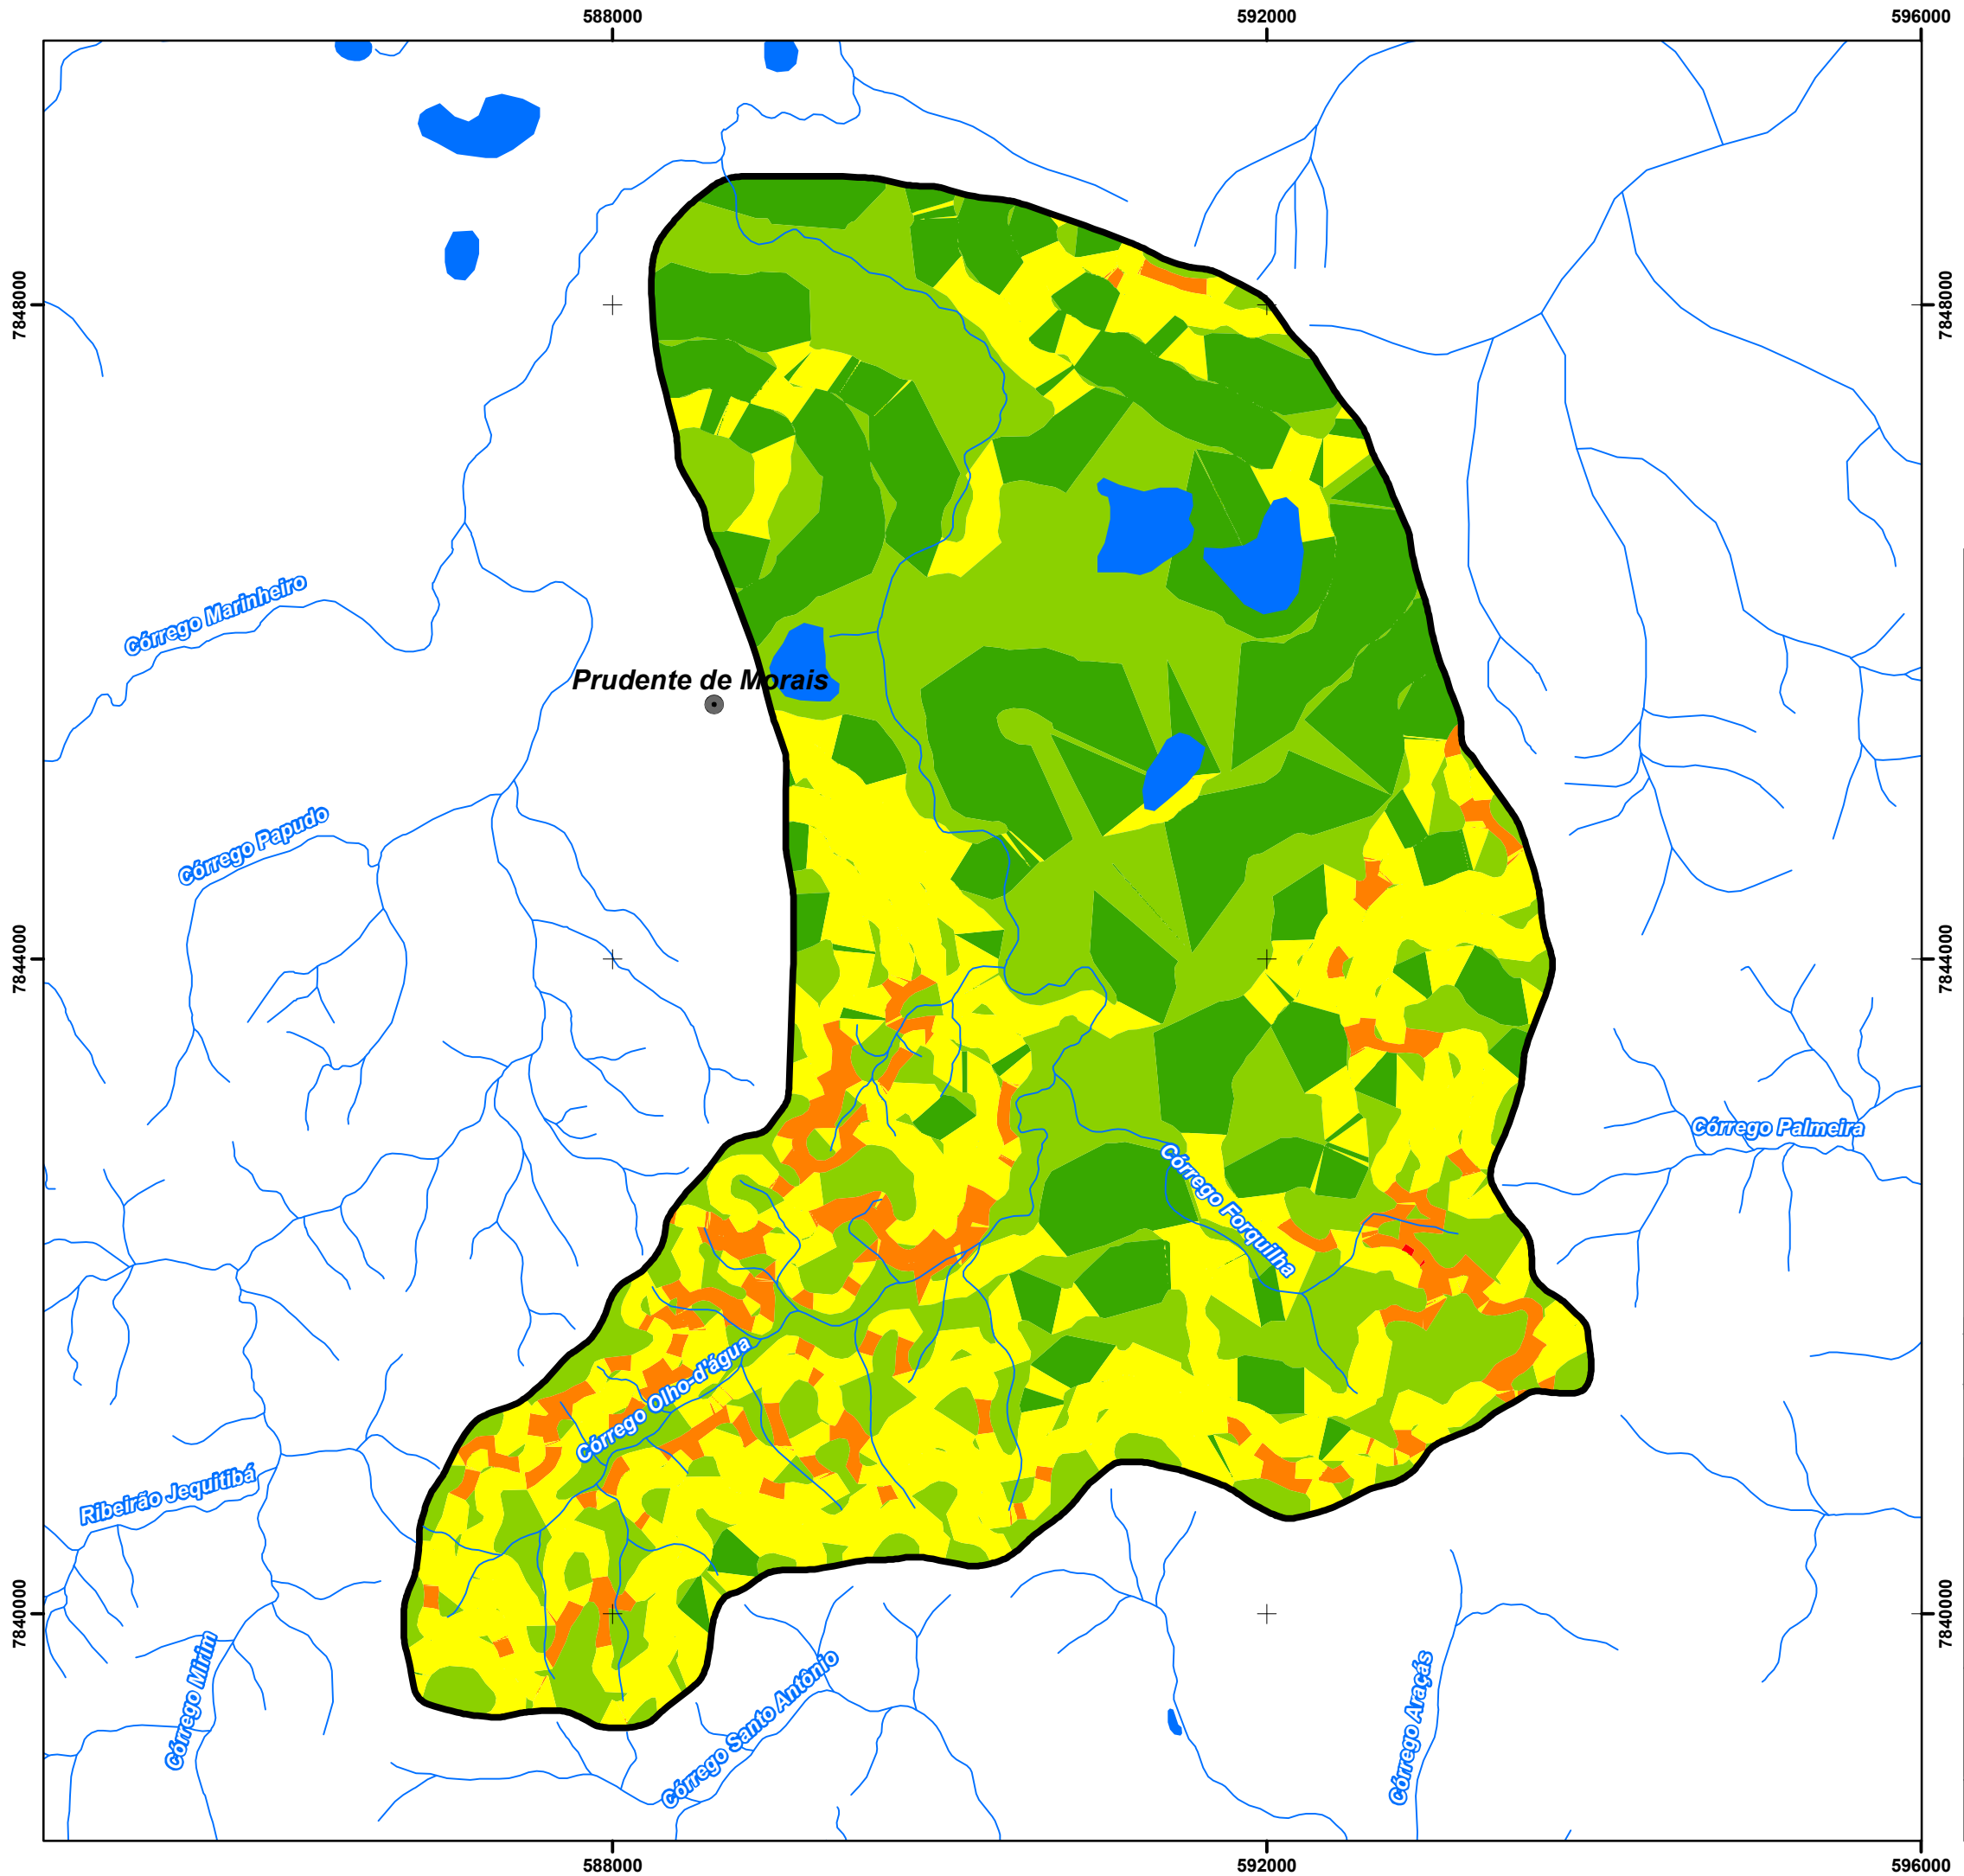 588000
592000
596000
7848000
7848000
Córrego Marinheiro
Prudente de Morais
Córrego Papudo
7844000
7844000
Córrego Palmeira
Córrego Forquilha
Córrego Olho-d'água
Ribeirão Jequitibá
7840000
7840000
Córrego Mirim
Córrego Santo Antônio
Córrego Araçás
588000
592000
596000